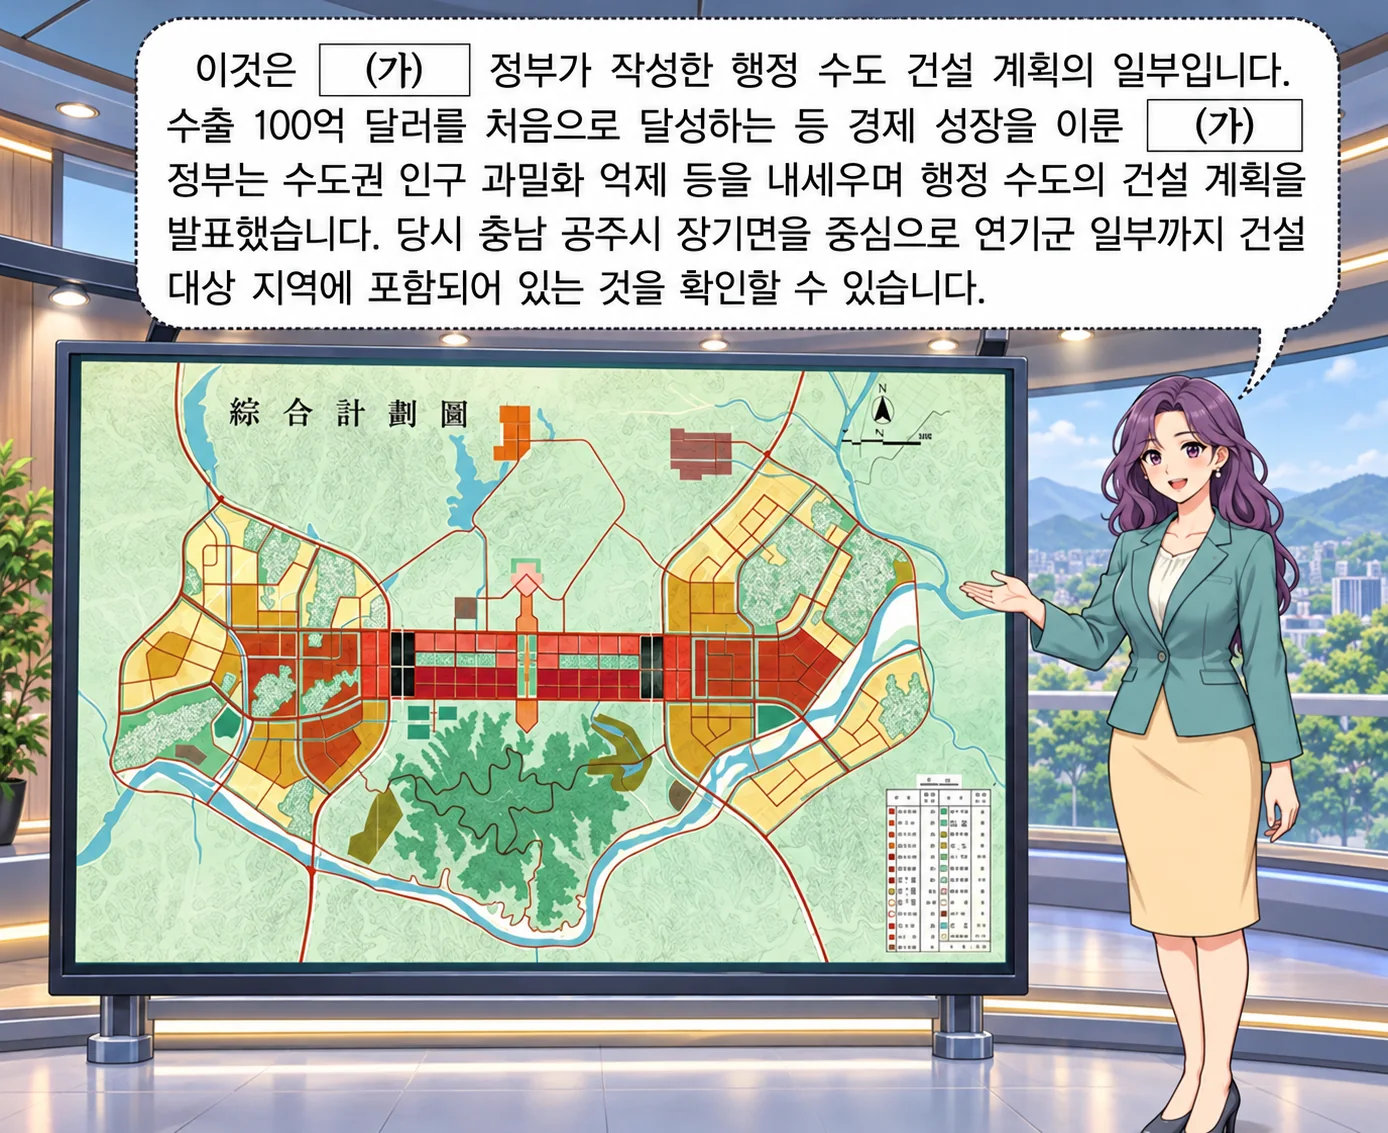 이것은 (가) 정부가 작성한 행정 수도 건설 계획의 일부입니다.
수출 100억 달러를 처음으로 달성하는 등 경제 성장을 이룬 (가)
정부는 수도권 인구 과밀화 억제 등을 내세우며 행정 수도의 건설 계획을
발표했습니다. 당시 충남 공주시 장기면을 중심으로 연기군 일부까지 건설
대상 지역에 포함되어 있는 것을 확인할 수 있습니다.
綜合計劃圖
N
N